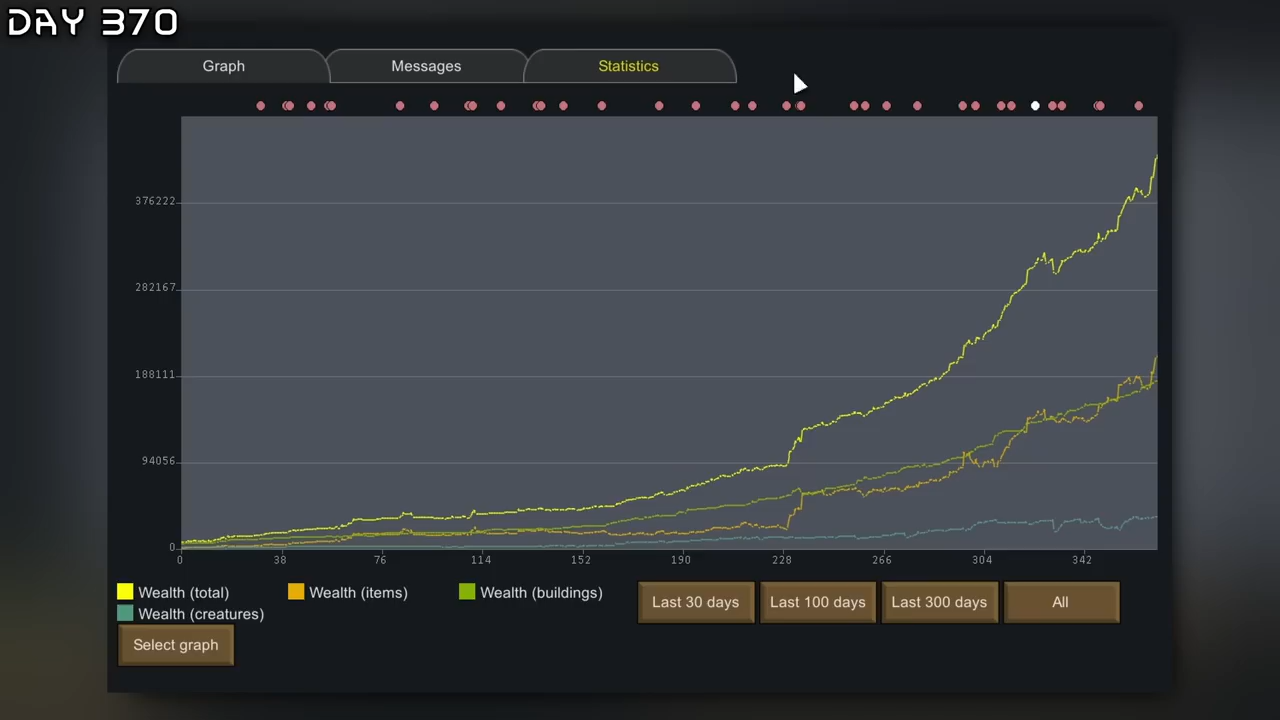 DAY 370
Graph Messages Statistics
376222
282167
188111
94056
0
0 38 76 114 152 190 228 266 304 342
Wealth (total) Wealth (items) Wealth (buildings)
Wealth (creatures)
Last 30 days Last 100 days Last 300 days All
Select graph